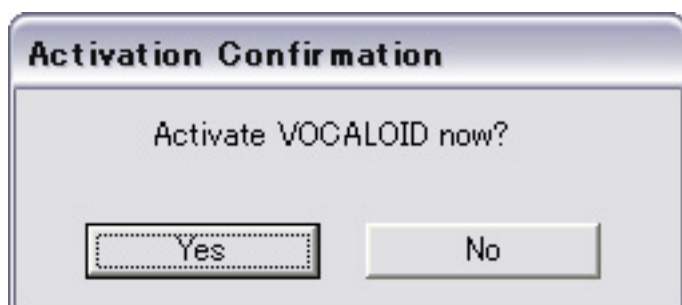 Activation Confirmation
Activate VOCALOID now?
Yes No